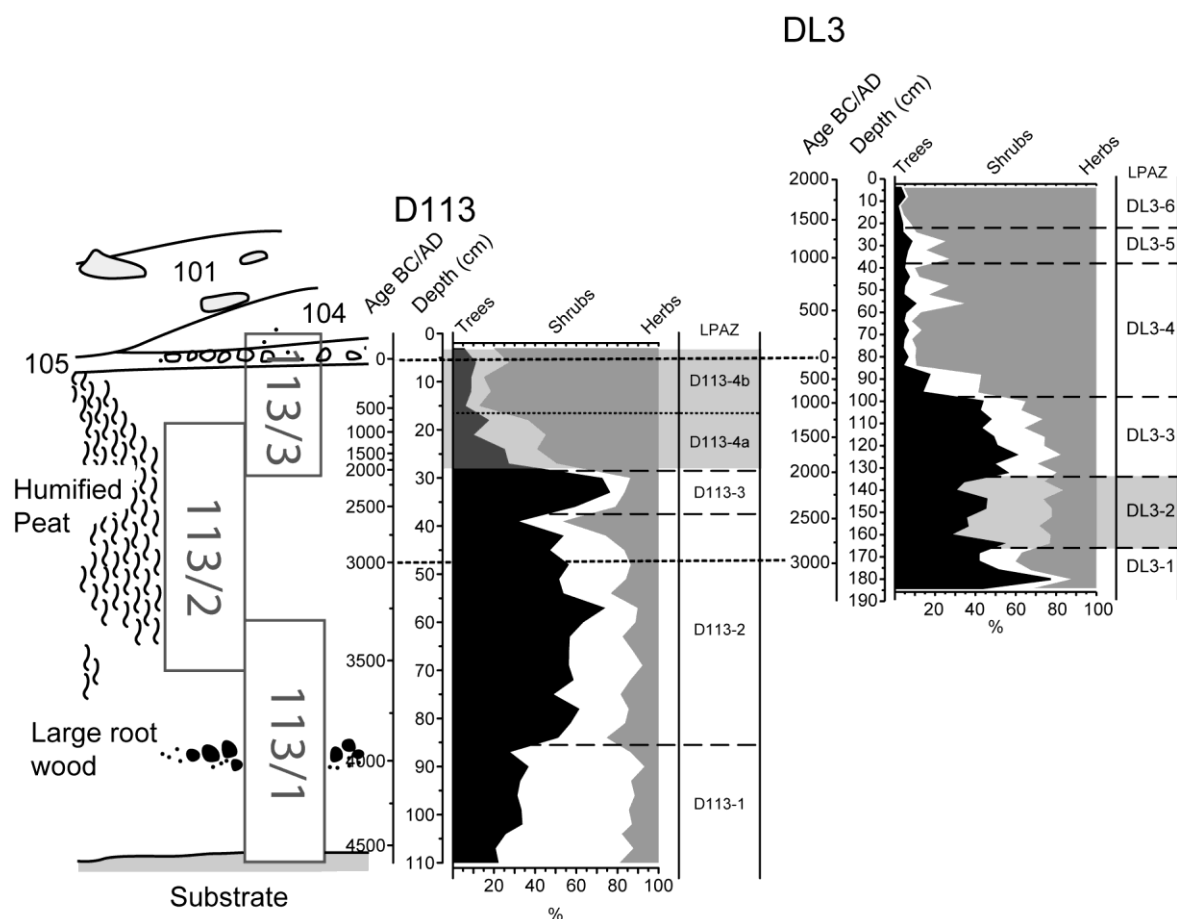 DL3
Age BC/AD
Depth (cm)
Trees
Shrubs
Herbs
LPAZ
2000
1500
1000
500
0
500
1000
1500
2000
2500
3000
0
10
20
30
40
50
60
70
80
90
100
110
120
130
140
150
160
170
180
190
DL3-6
DL3-5
DL3-4
DL3-3
DL3-2
DL3-1
20
40
60
80
100
%
D113
Age BC/AD
Depth (cm)
Trees
Shrubs
Herbs
LPAZ
0
500
1000
1500
2000
2500
3000
3500
4000
4500
0
10
20
30
40
50
60
70
80
90
100
110
D113-4b
D113-4a
D113-3
D113-2
D113-1
20
40
60
80
100
%
101
104
105
113/3
113/2
113/1
Humified
Peat
Large root
wood
Substrate